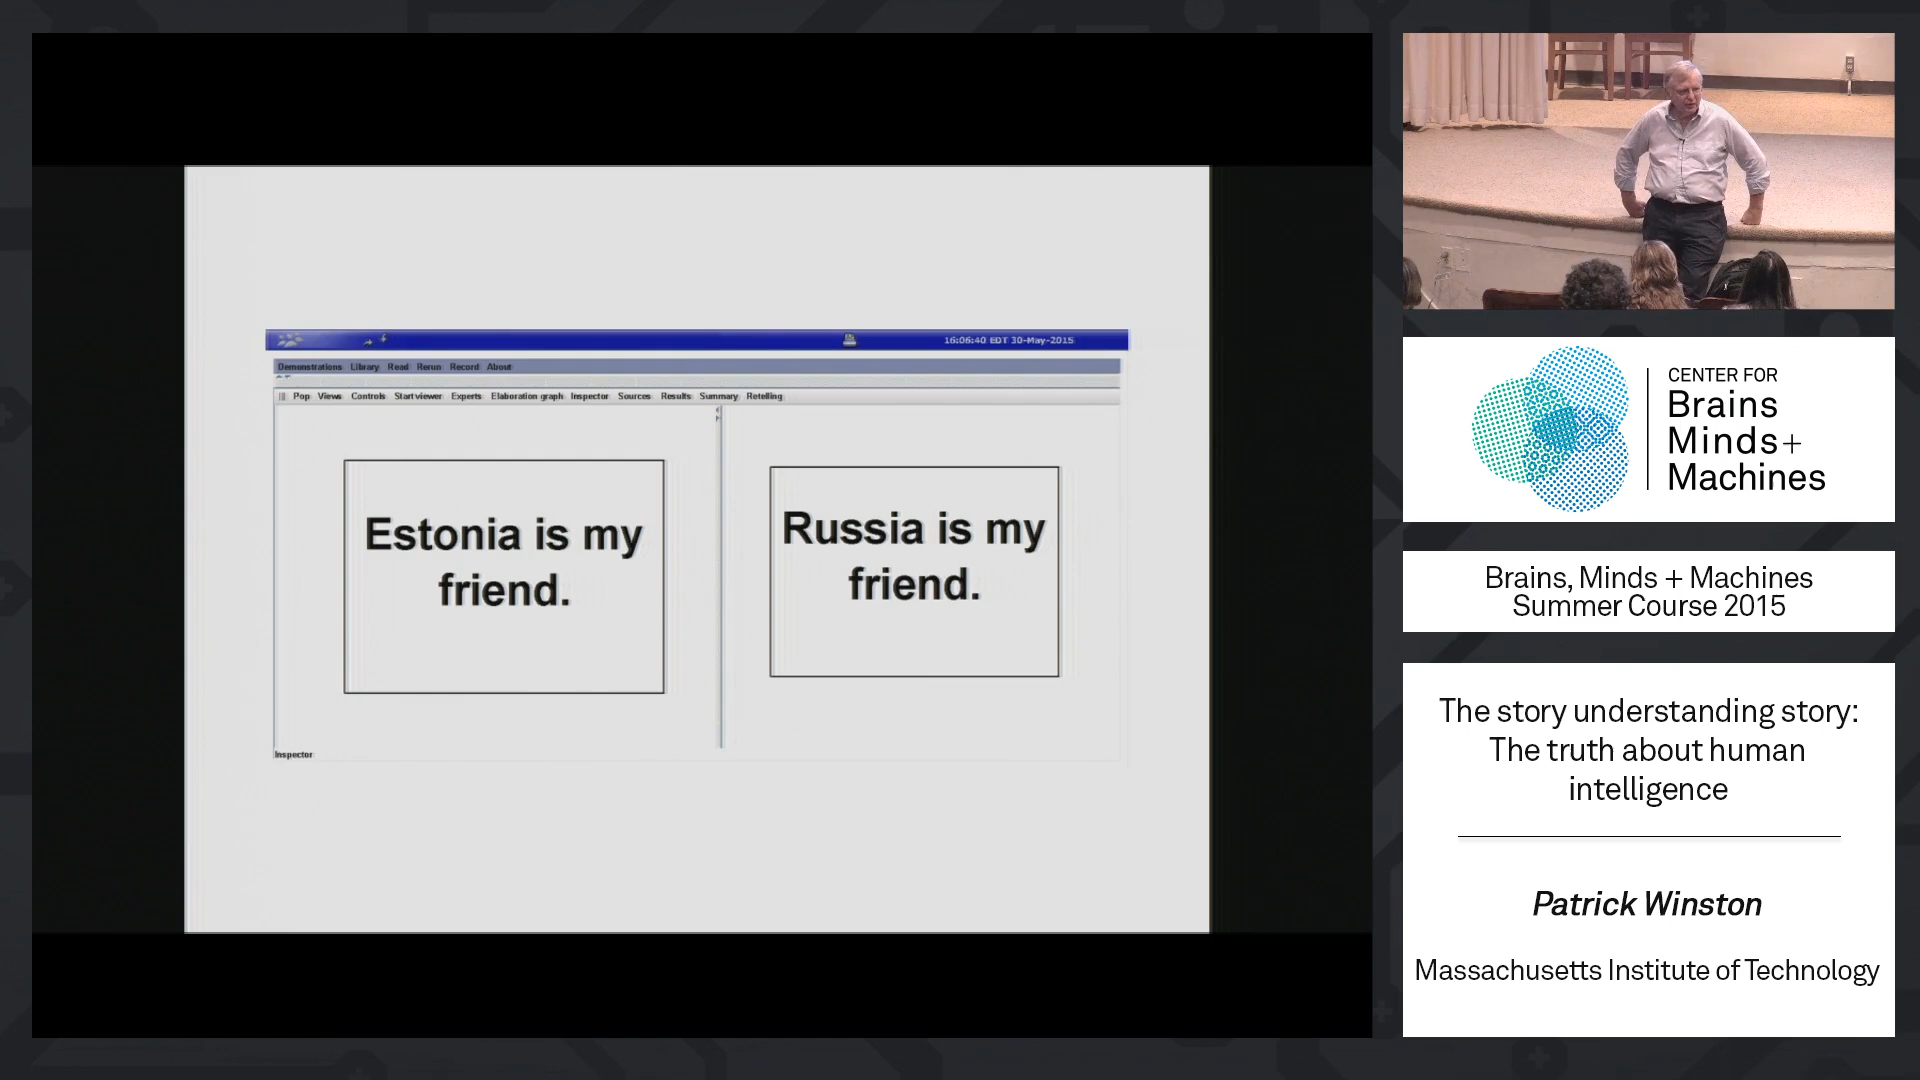 16:06:40 EDT 30-May-2015
Demonstrations Library Read Rerun Record About
Pop Views Controls Start viewer Experts Elaboration graph Inspector Sources Results Summary Retelling
Estonia is my
friend.
Russia is my
friend.
Inspector
CENTER FOR
Brains
Minds+
Machines
Brains, Minds + Machines
Summer Course 2015
The story understanding story:
The truth about human
intelligence
Patrick Winston
Massachusetts Institute of Technology